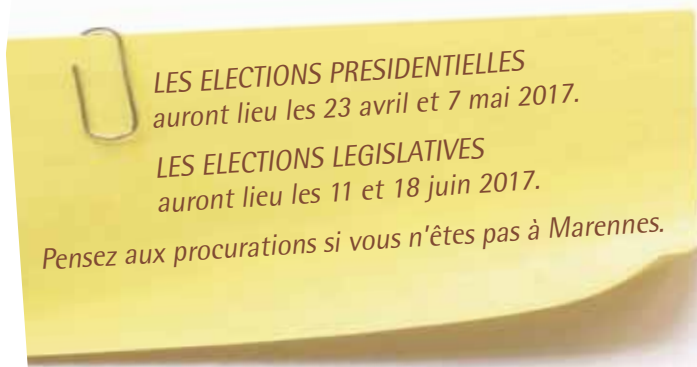 LES ELECTIONS PRESIDENTIELLES
auront lieu les 23 avril et 7 mai 2017.
LES ELECTIONS LEGISLATIVES
auront lieu les 11 et 18 juin 2017.
Pensez aux procurations si vous n'êtes pas à Marennes.